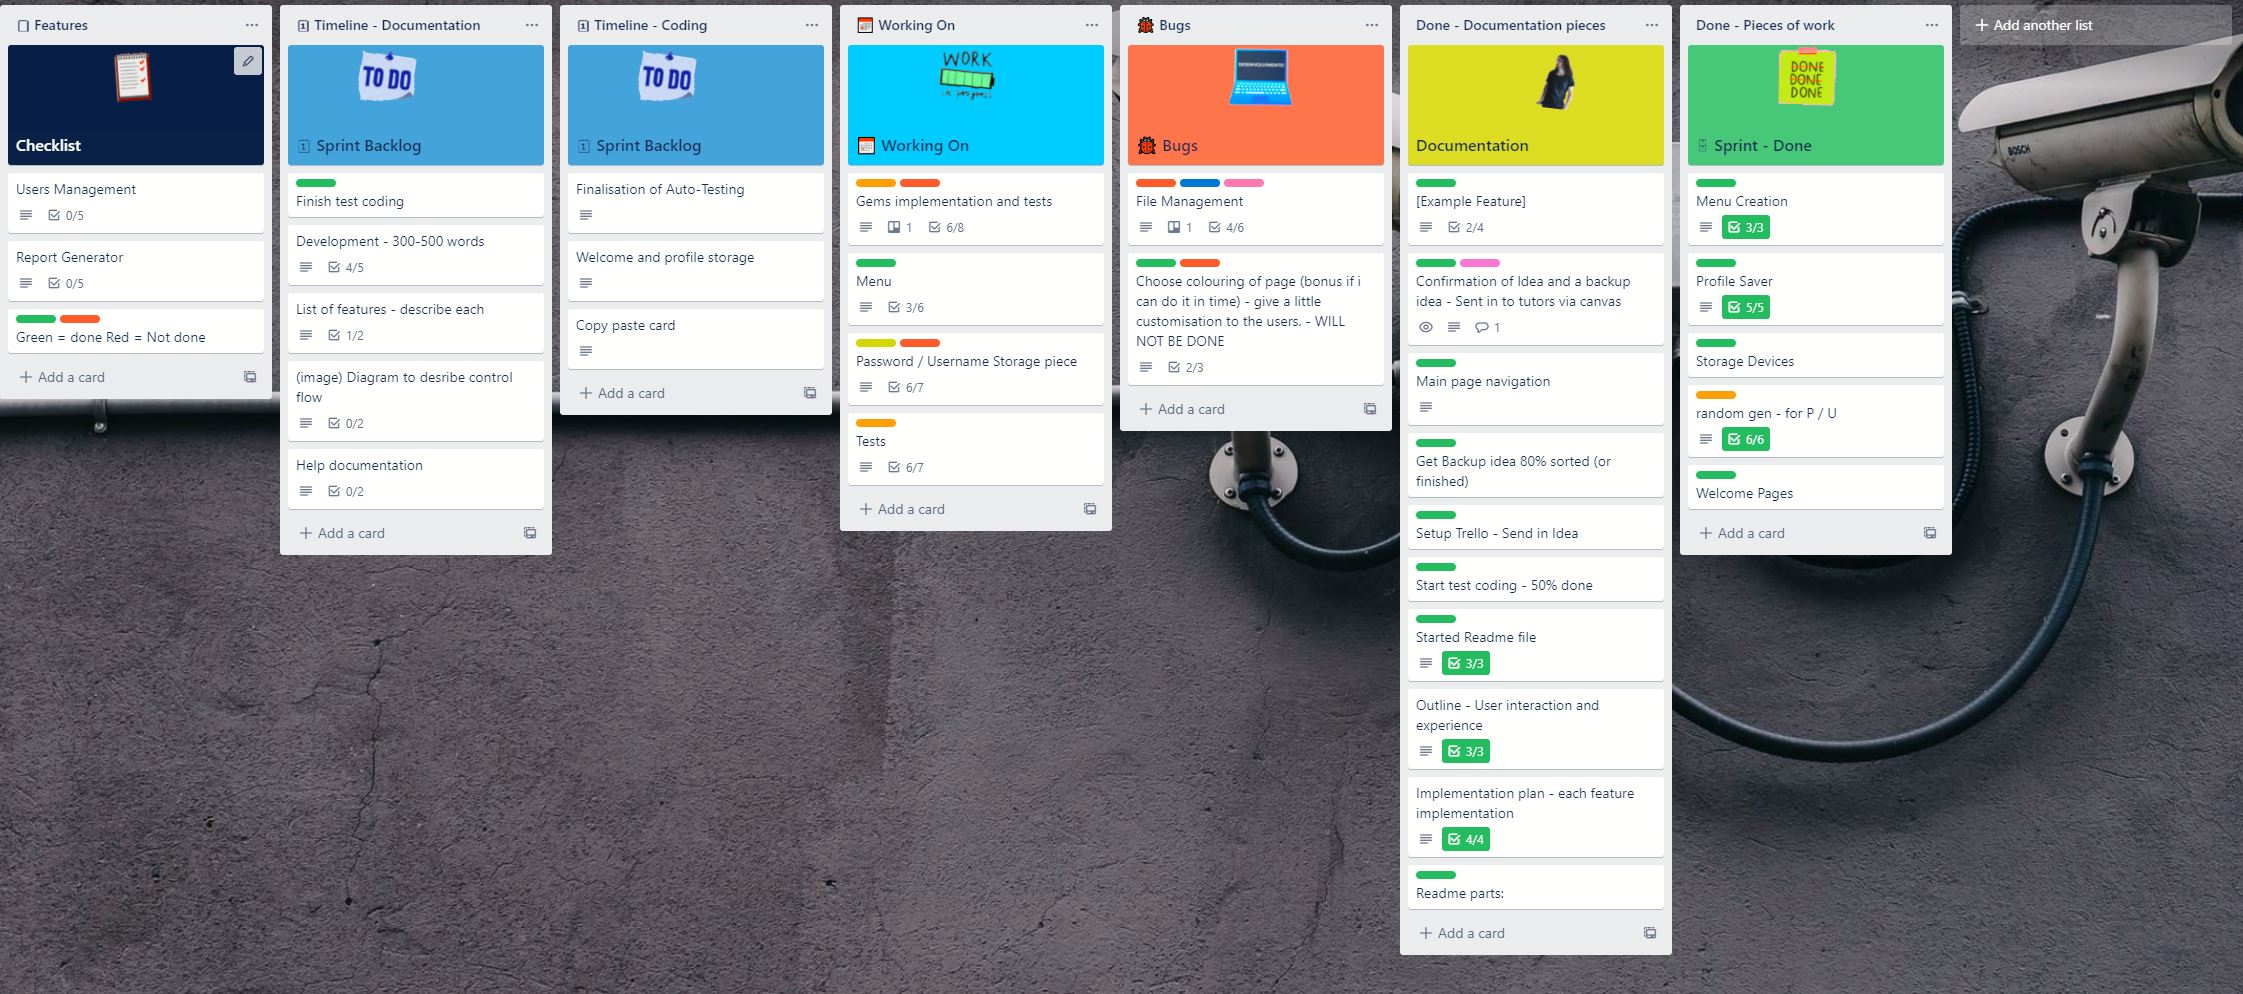 Features
Checklist
Users Management
0/5
Report Generator
0/5
Green = done Red = Not done
+ Add a card
Timeline - Documentation
TO DO
Sprint Backlog
Finish test coding
Development - 300-500 words
4/5
List of features - describe each
1/2
(image) Diagram to desribe control
flow
0/2
Help documentation
0/2
+ Add a card
Timeline - Coding
TO DO
Sprint Backlog
Finalisation of Auto-Testing
Welcome and profile storage
Copy paste card
+ Add a card
Working On
WORK
in progress
Working On
Gems implementation and tests
1 6/8
Menu
3/6
Password / Username Storage piece
6/7
Tests
6/7
+ Add a card
Bugs
DESENVOLVIMENTO
Bugs
File Management
1 4/6
Choose colouring of page (bonus if i
can do it in time) - give a little
customisation to the users. - WILL
NOT BE DONE
2/3
+ Add a card
Done - Documentation pieces
Documentation
[Example Feature]
2/4
Confirmation of Idea and a backup
idea - Sent in to tutors via canvas
1
Main page navigation
Get Backup idea 80% sorted (or
finished)
Setup Trello - Send in Idea
Start test coding - 50% done
Started Readme file
3/3
Outline - User interaction and
experience
3/3
Implementation plan - each feature
implementation
4/4
Readme parts:
+ Add a card
Done - Pieces of work
DONE
DONE
DONE
Sprint - Done
Menu Creation
3/3
Profile Saver
5/5
Storage Devices
random gen - for P / U
6/6
Welcome Pages
+ Add a card
+ Add another list
BOSCH